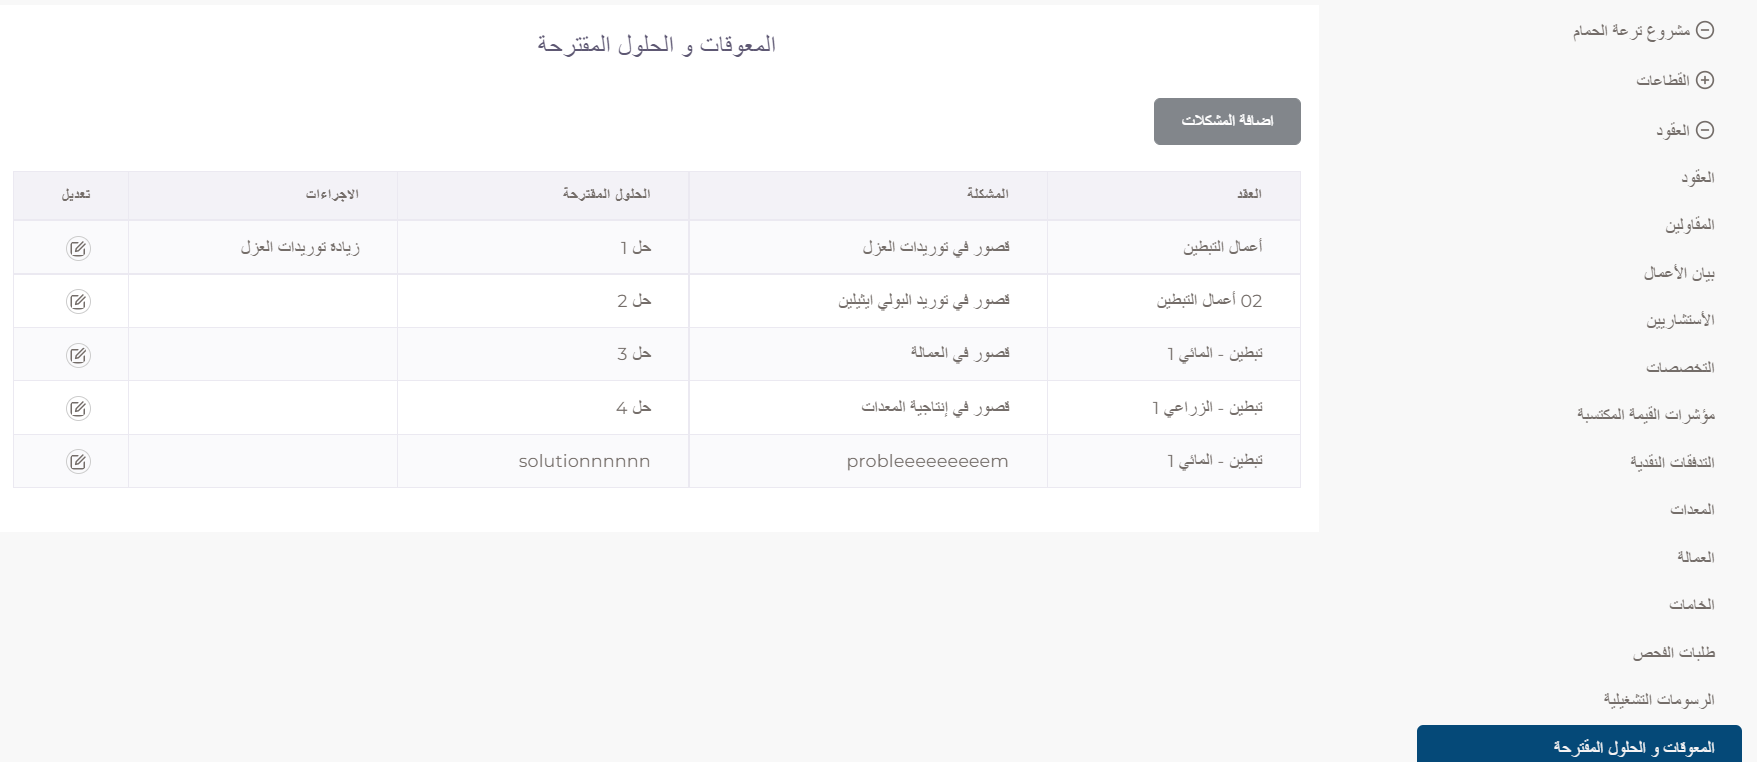 مشروع ترعة الحمام
القطاعات
العقود
العقود
المقاولين
بيان الأعمال
الأستشاريين
التخصصات
مؤشرات القيمة المكتسبة
التدفقات النقدية
المعدات
العمالة
الخامات
طلبات الفحص
الرسومات التشغيلية
المعوقات و الحلول المقترحة
المعوقات و الحلول المقترحة
اضافة المشكلات
العقد المشكلة الحلول المقترحة الاجراءات تعديل
أعمال التبطين قصور في توريدات العزل حل 1 زيادة توريدات العزل
02 أعمال التبطين قصور في توريد البولي ايثيلين حل 2
تبطين - المائي 1 قصور في العمالة حل 3
تبطين - الزراعي 1 قصور في إنتاجية المعدات حل 4
تبطين - المائي 1 probleeeeeeeeem solutionnnnnn